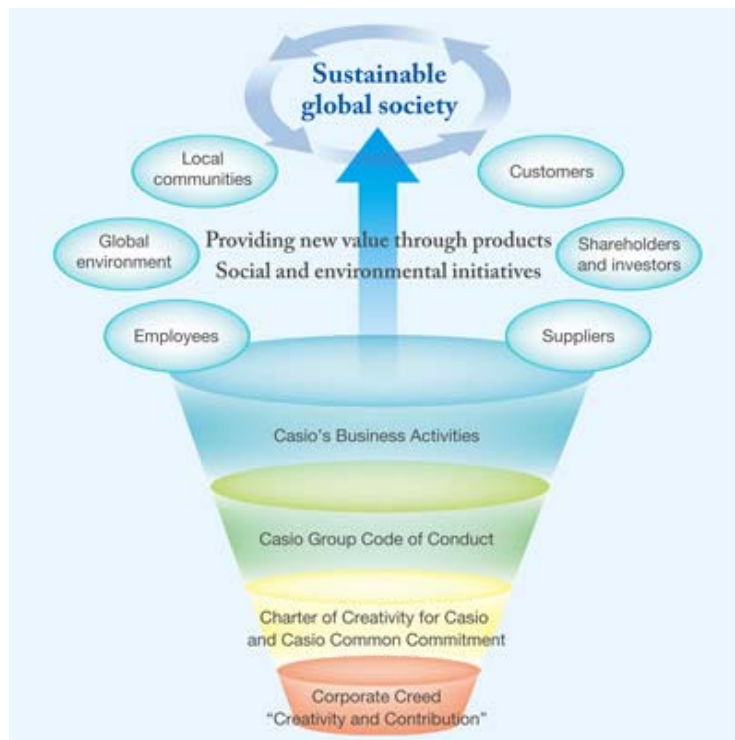 Sustainable
global society
Local
communities
Customers
Global
environment
Providing new value through products
Social and environmental initiatives
Shareholders
and investors
Employees
Suppliers
Casio's Business Activities
Casio Group Code of Conduct
Charter of Creativity for Casio
and Casio Common Commitment
Corporate Creed
“Creativity and Contribution”